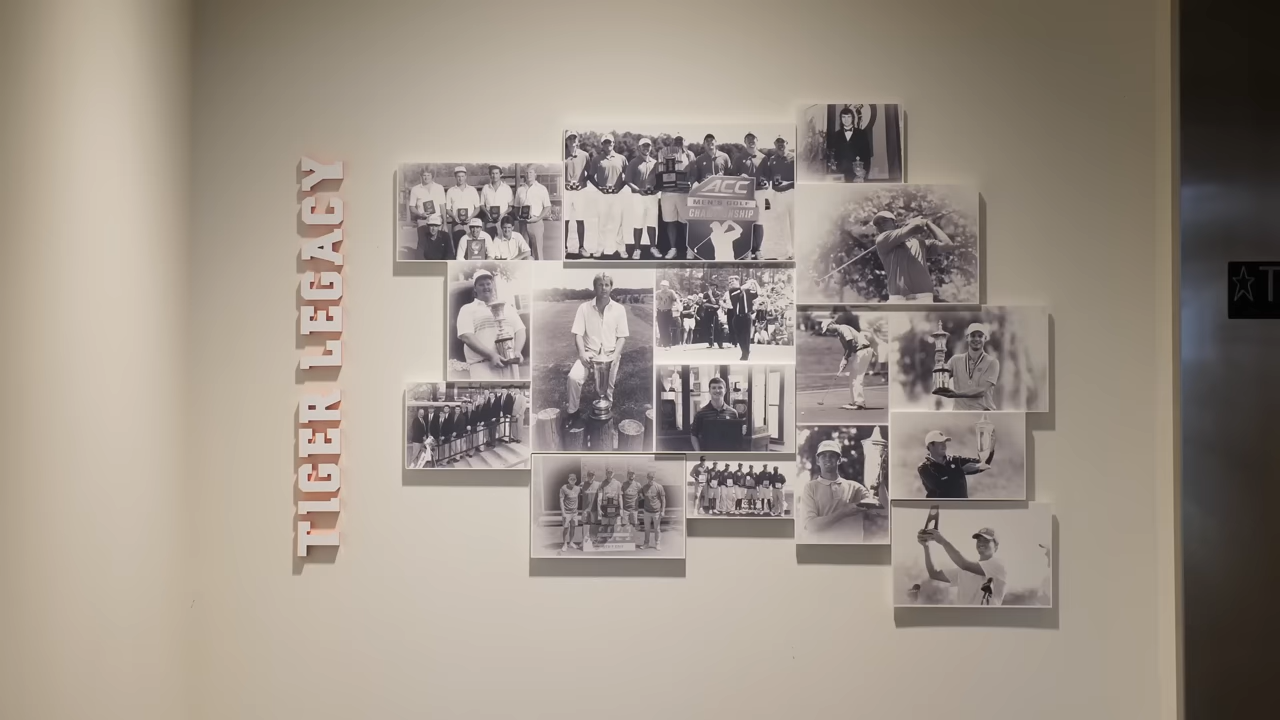 TIGER LEGACY
ACC
MEN'S GOLF
CHAMPIONSHIP
T